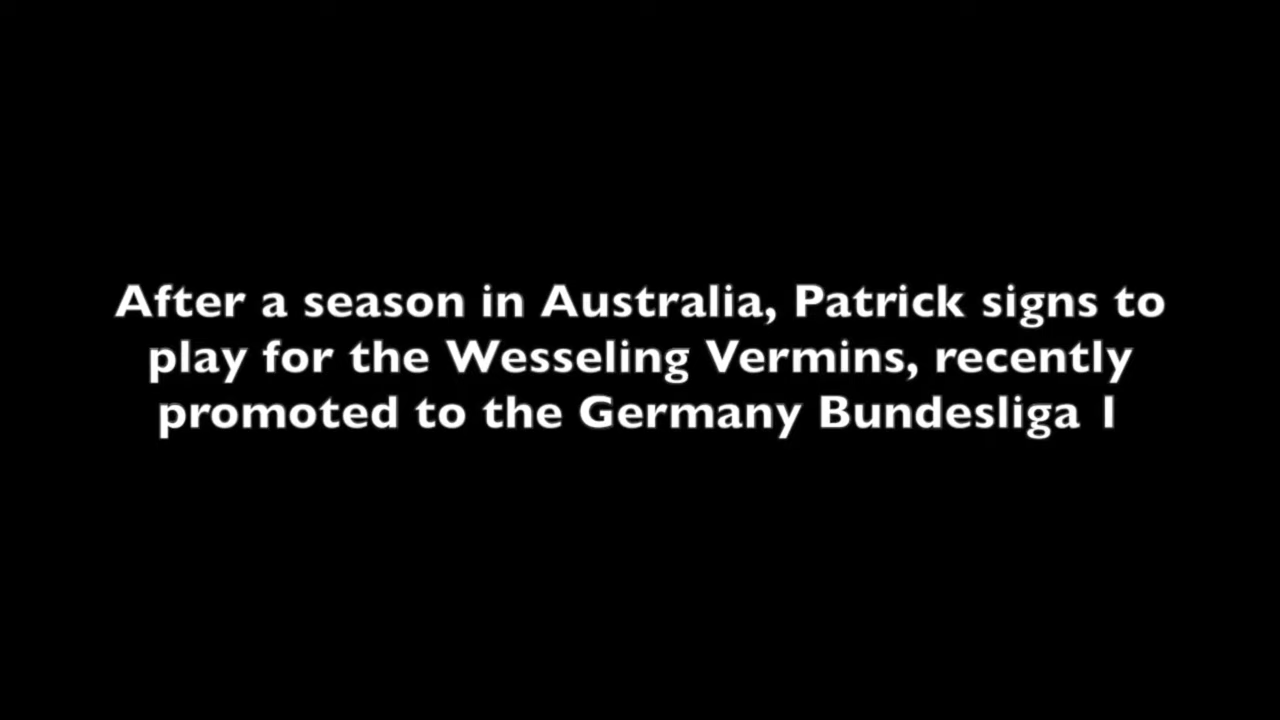 After a season in Australia, Patrick signs to
play for the Wesseling Vermins, recently
promoted to the Germany Bundesliga 1